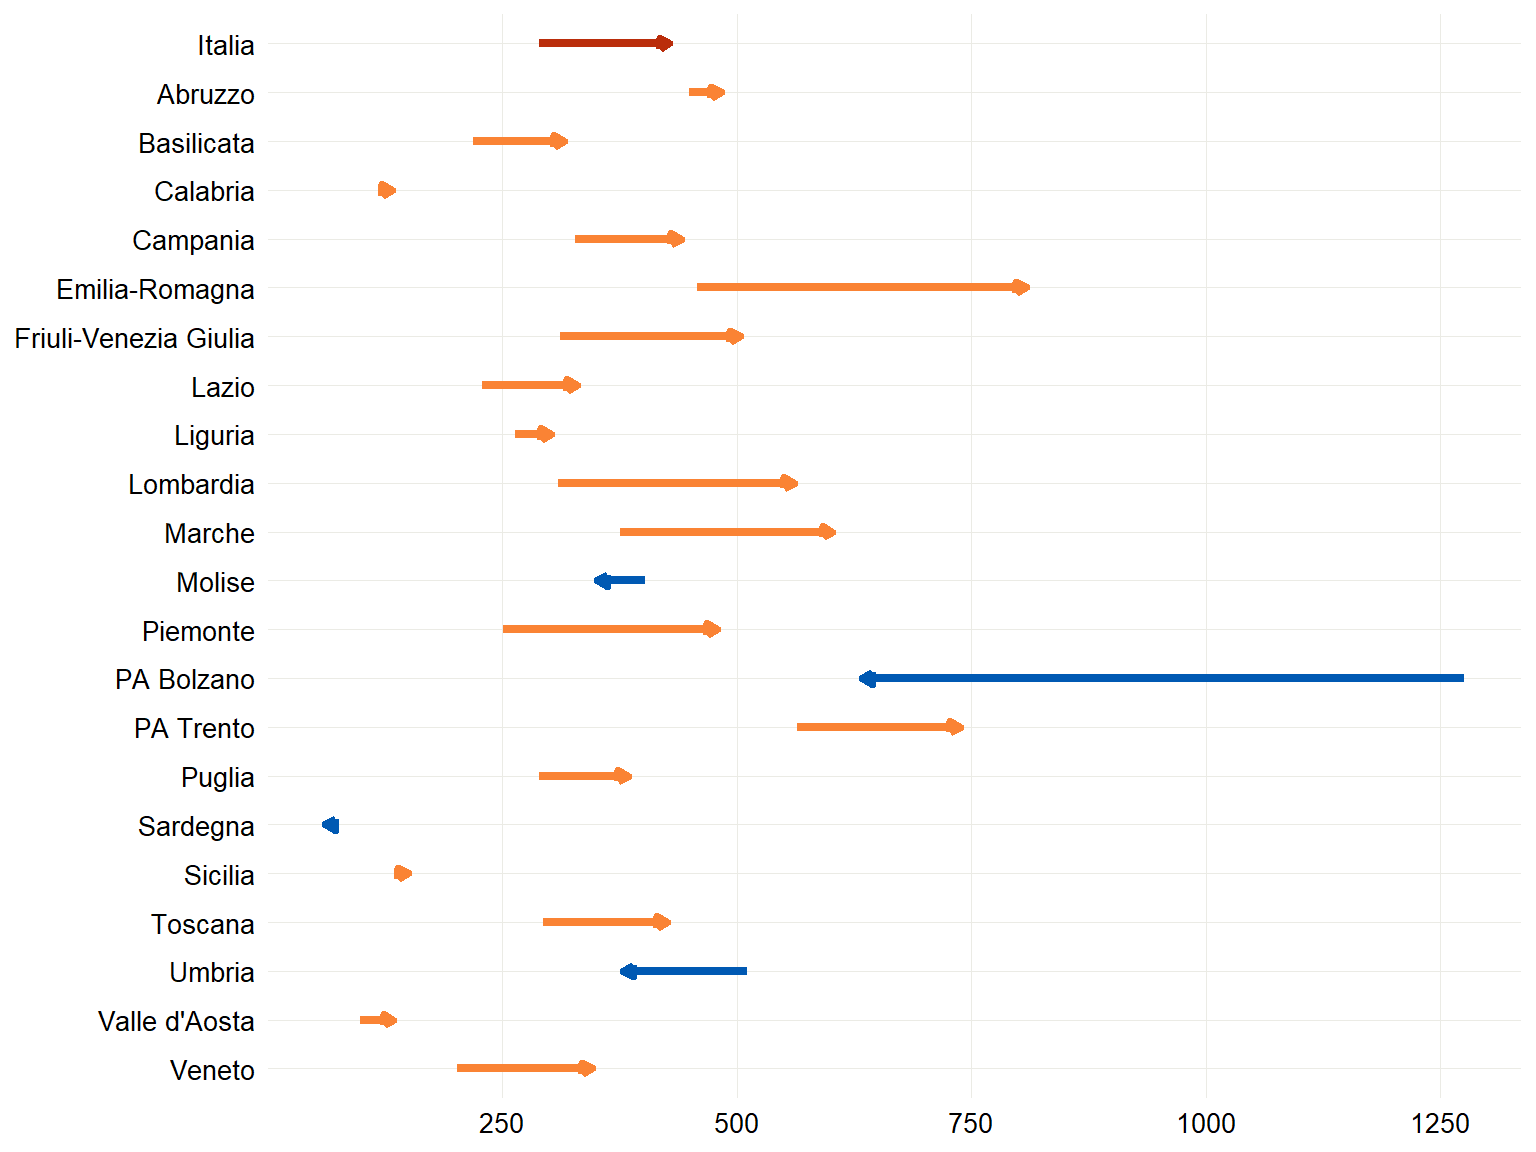 Italia
Abruzzo
Basilicata
Calabria
Campania
Emilia-Romagna
Friuli-Venezia Giulia
Lazio
Liguria
Lombardia
Marche
Molise
Piemonte
PA Bolzano
PA Trento
Puglia
Sardegna
Sicilia
Toscana
Umbria
Valle d'Aosta
Veneto
250 500 750 1000 1250